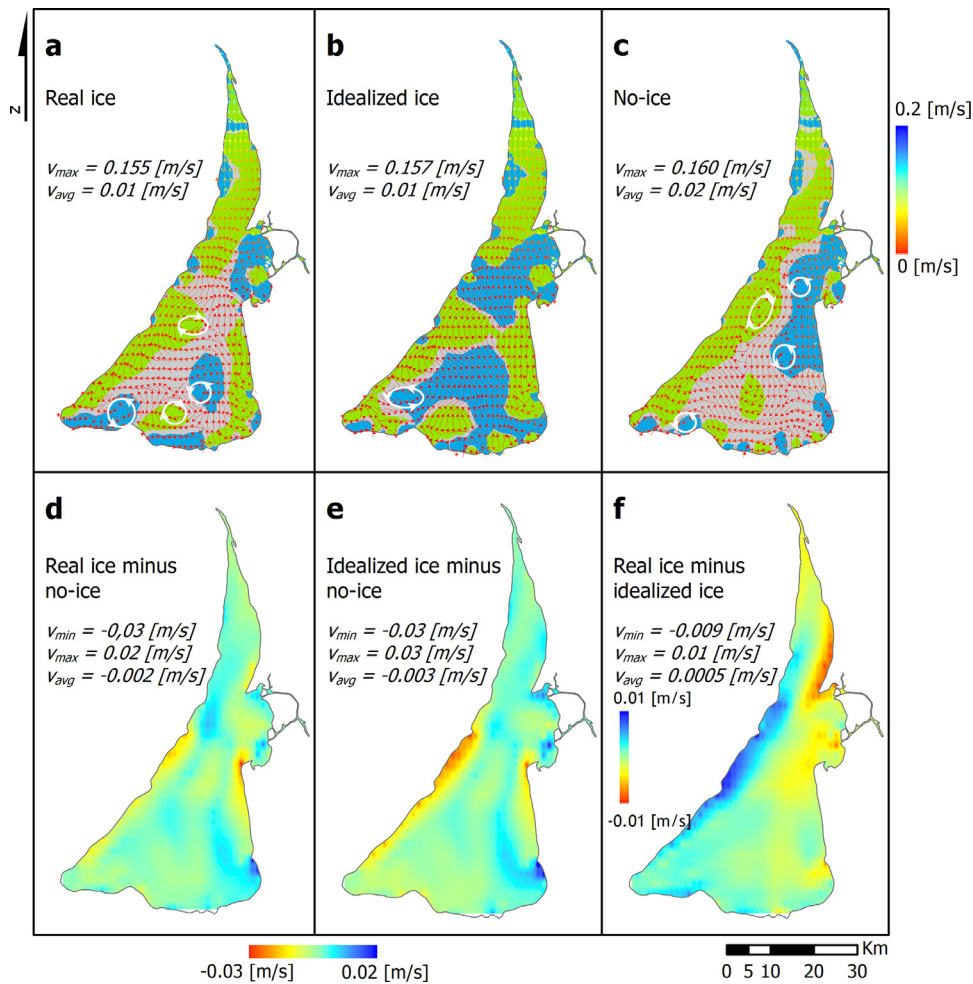 a
Real ice
vmax = 0.155 [m/s]
vavg = 0.01 [m/s]
b
Idealized ice
vmax = 0.157 [m/s]
vavg = 0.01 [m/s]
c
No-ice
vmax = 0.160 [m/s]
vavg = 0.02 [m/s]
z
0.2 [m/s]
0 [m/s]
d
Real ice minus
no-ice
vmin = -0,03 [m/s]
vmax = 0.02 [m/s]
vavg = -0.002 [m/s]
e
Idealized ice minus
no-ice
vmin = -0.03 [m/s]
vmax = 0.03 [m/s]
vavg = -0.003 [m/s]
f
Real ice minus
idealized ice
vmin = -0.009 [m/s]
vmax = 0.01 [m/s]
vavg = 0.0005 [m/s]
0.01 [m/s]
-0.01 [m/s]
-0.03 [m/s] 0.02 [m/s]
Km
0 5 10 20 30